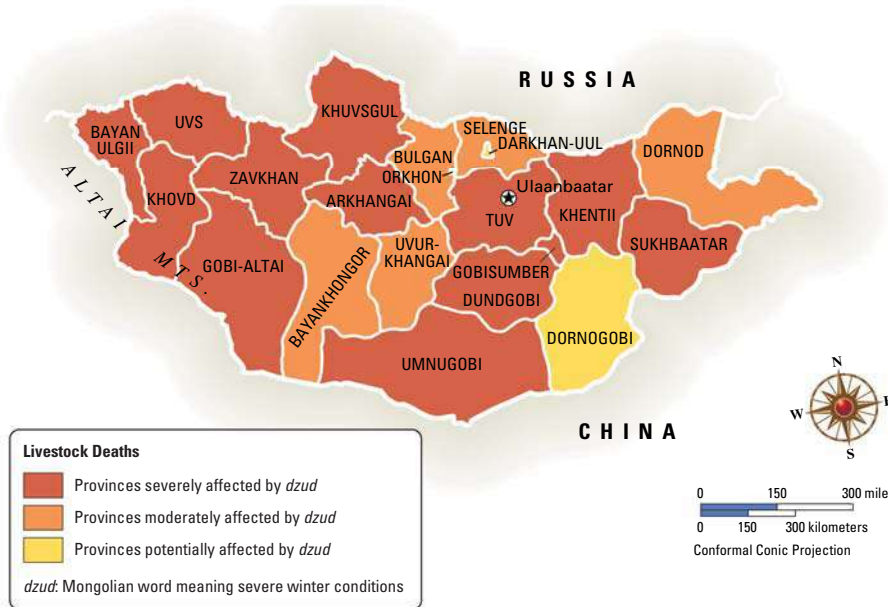 RUSSIA
KHUVSGUL
SELENGE
UVS
BAYAN
ULGII
DARKHAN-UUL
DORNOD
BULGAN
ORKHON
ZAVKHAN
Ulaanbaatar
KHOVD
ARKHANGAI
TUV
KHENTII
ALTAI MTS.
SUKHBAATAR
UVUR-
KHANGAI
GOBI-ALTAI
GOBISUMBER
DUNDGOBI
BAYANKHONGOR
DORNOGOBI
UMNUGOBI
CHINA
N
W
E
S
Livestock Deaths
Provinces severely affected by dzud
Provinces moderately affected by dzud
Provinces potentially affected by dzud
dzud: Mongolian word meaning severe winter conditions
0 150 300 mile
0 150 300 kilometers
Conformal Conic Projection